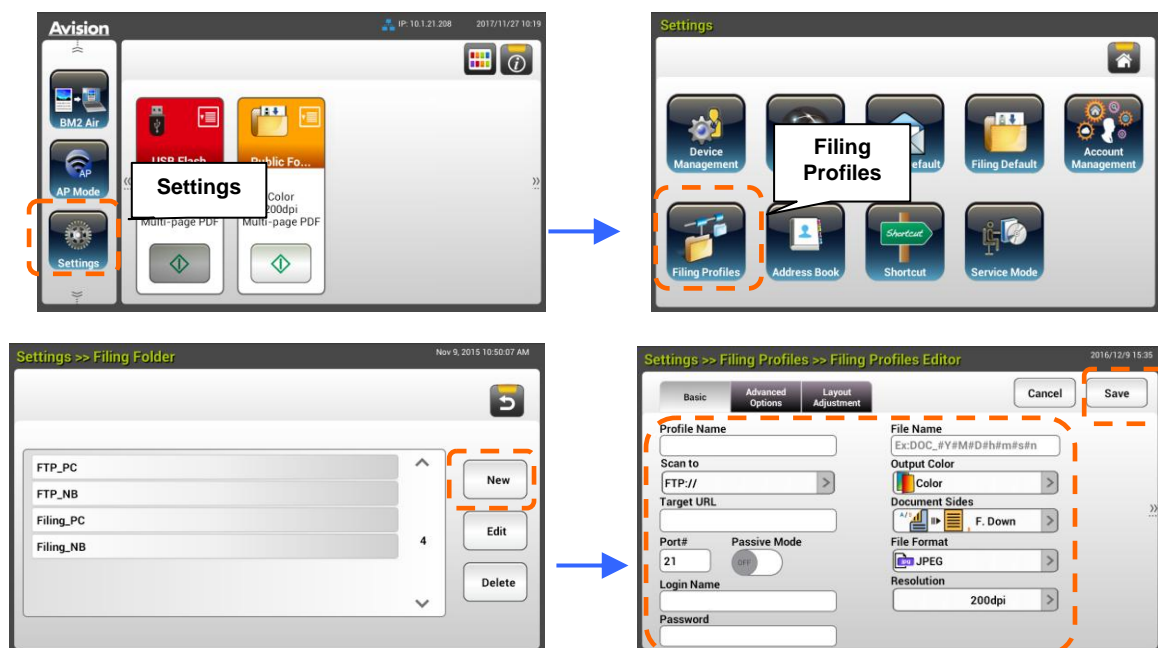 Avision
IP: 10.1.21.208 2017/11/27 10:19
BM2 Air
AP
AP Mode
Settings
USB Flash
Multi-page PDF
Public Fo...
Color
200dpi
Multi-page PDF
Settings
Settings
Device
Management
Default
Filing Default
Account
Management
Filing Profiles
Address Book
Shortcut
Shortcut
Service Mode
Filing
Profiles
Settings >> Filing Folder
Nov 9, 2015 10:50:07 AM
FTP_PC
FTP_NB
Filing_PC
Filing_NB
4
New
Edit
Delete
Settings >> Filing Profiles >> Filing Profiles Editor
2016/12/9 15:35
Basic
Advanced
Options
Layout
Adjustment
Cancel
Save
Profile Name
Scan to
FTP://
Target URL
Port# Passive Mode
21 OFF
Login Name
Password
File Name
Ex:DOC_#Y#M#D#h#m#s#n
Output Color
Color
Document Sides
F. Down
File Format
JPEG
Resolution
200dpi